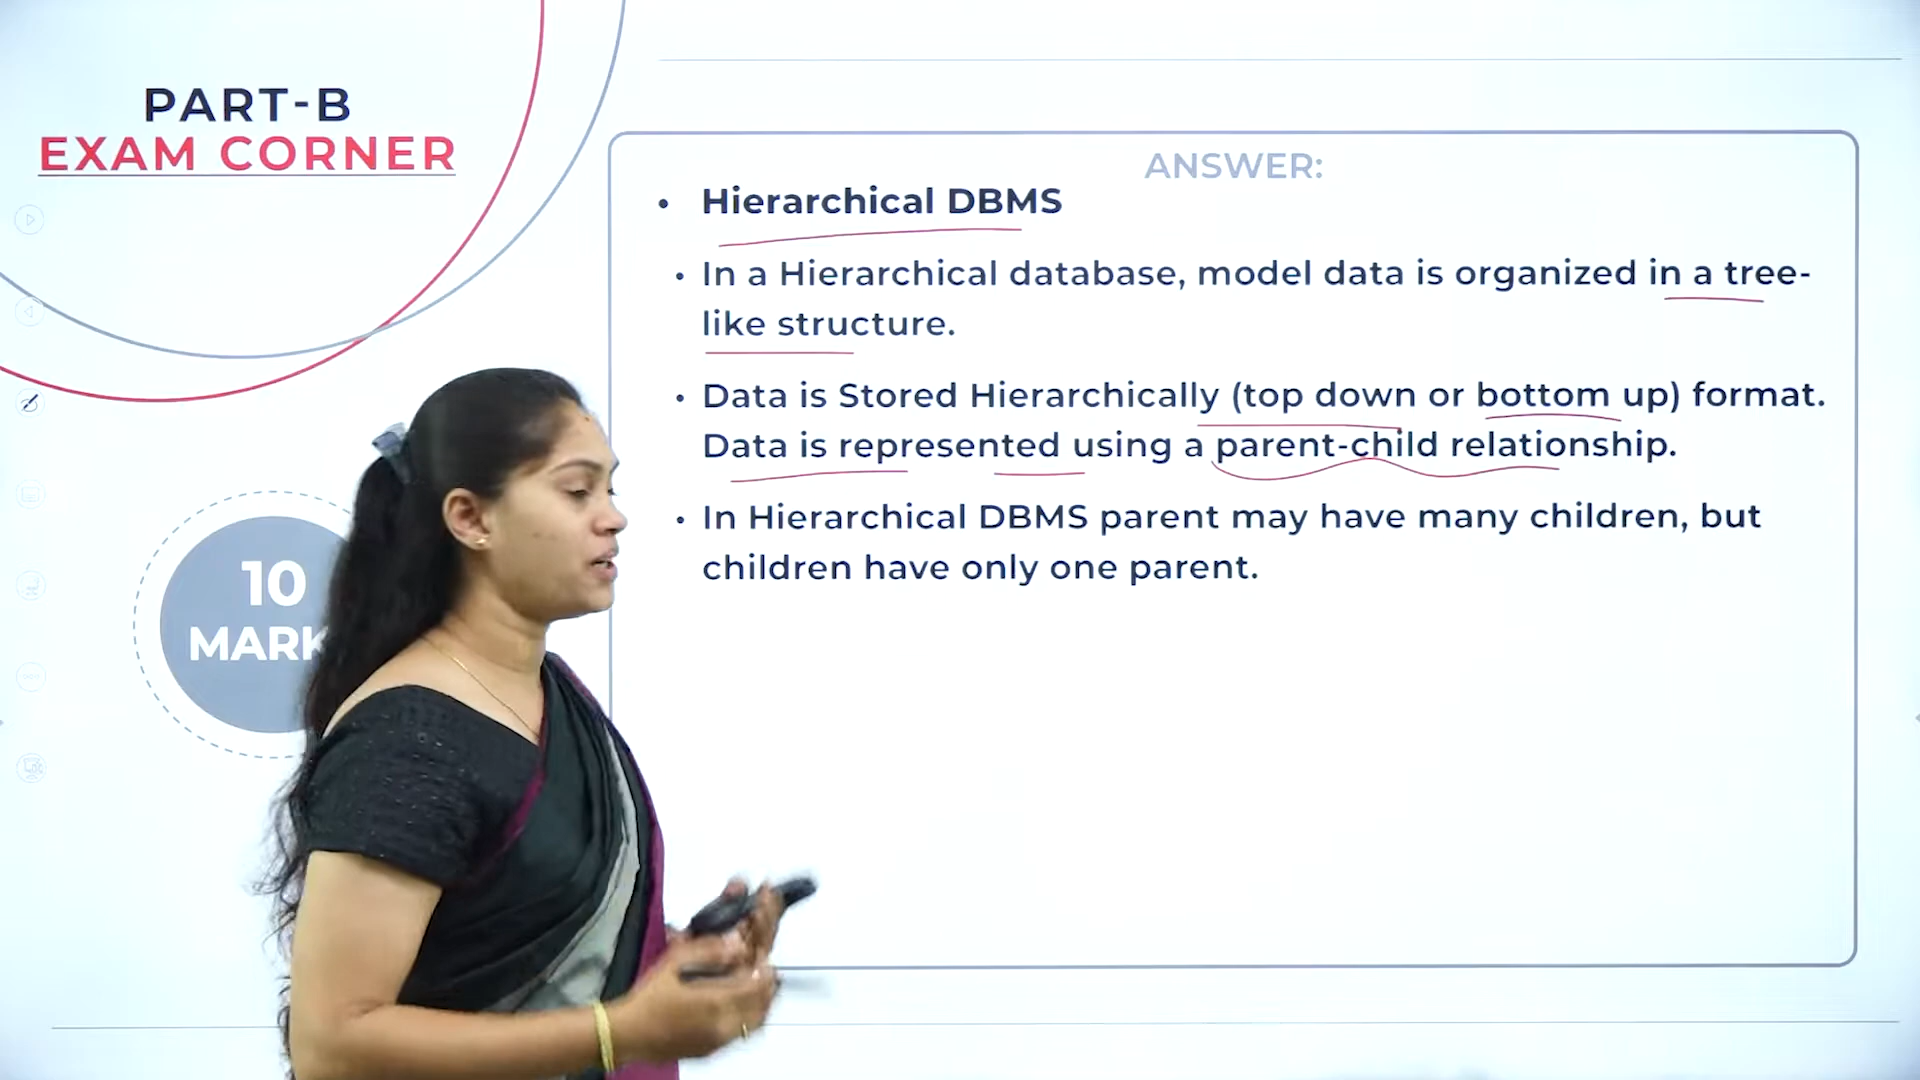 PART-B
EXAM CORNER
ANSWER:
• Hierarchical DBMS
• In a Hierarchical database, model data is organized in a tree-
like structure.
• Data is Stored Hierarchically (top down or bottom up) format.
Data is represented using a parent-child relationship.
• In Hierarchical DBMS parent may have many children, but
children have only one parent.
10
MARK